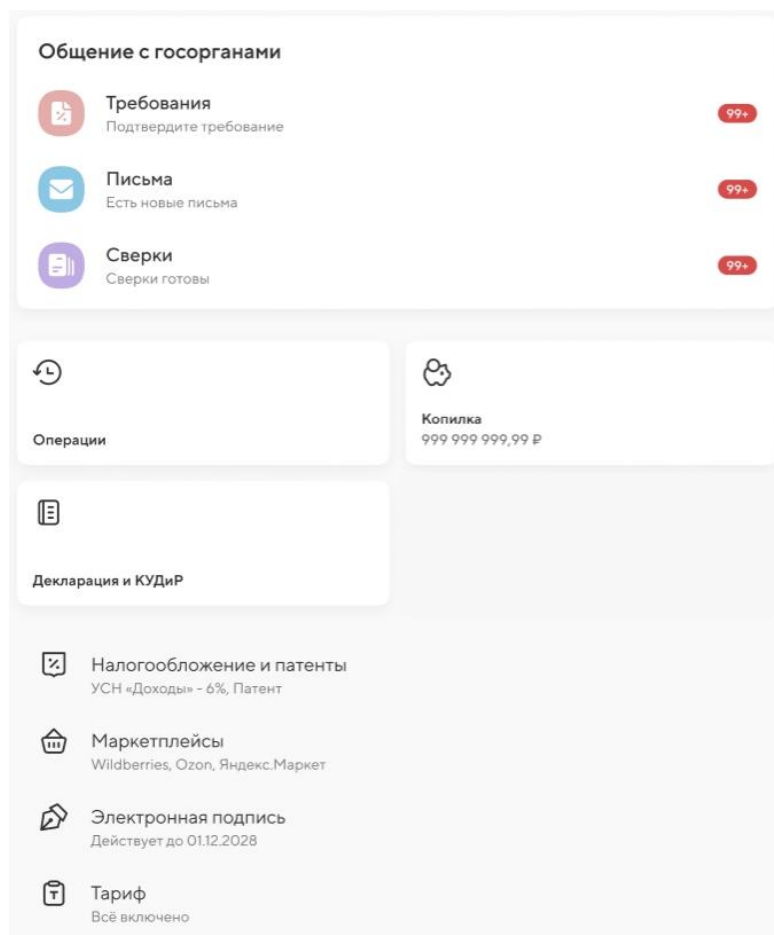 Общение с госорганами
Требования
Подтвердите требование
99+
Письма
Есть новые письма
99+
Сверки
Сверки готовы
99+
Операции
Копилка
999 999 999,99 ₽
Декларация и КУДиР
Налогообложение и патенты
УСН «Доходы» - 6%, Патент
Маркетплейсы
Wildberries, Ozon, Яндекс.Маркет
Электронная подпись
Действует до 01.12.2028
Тариф
Всё включено